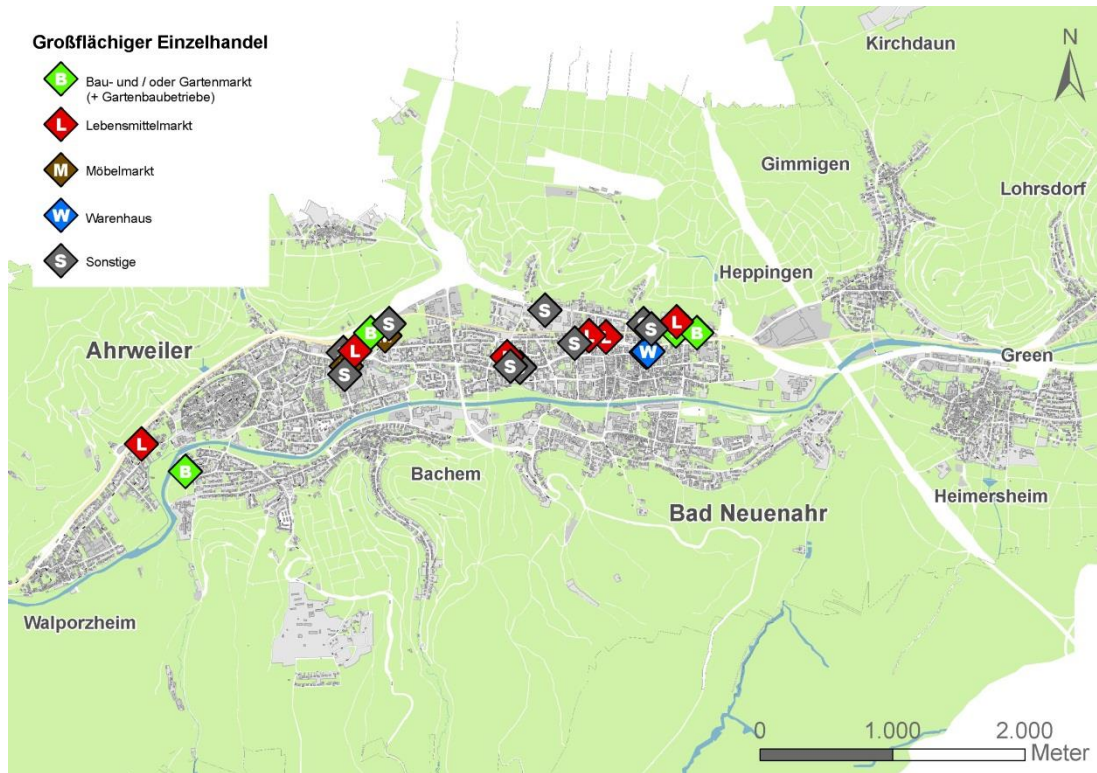 Großflächiger Einzelhandel
B Bau- und / oder Gartenmarkt
(+ Gartenbaubetriebe)
L Lebensmittelmarkt
M Möbelmarkt
W Warenhaus
S Sonstige
Kirchdaun
N
Gimmigen
Lohrsdorf
Heppingen
Ahrweiler
Green
S
B
L
S
S
L
S
L
L
S
S
L
B
W
L
B
S
Bachem
Bad Neuenahr
Heimersheim
Walporzheim
0 1.000 2.000
Meter